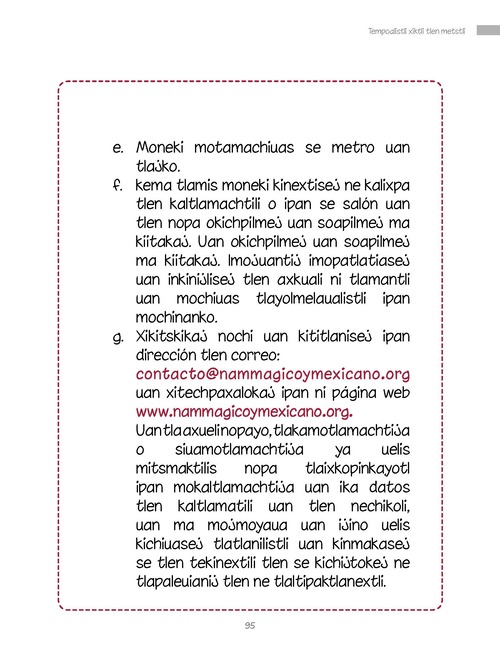 Tempoalistli xiktli tlen metstli
e. Moneki motamachiuas se metro uan
tlajko.
f. kema tlamis moneki kinextisej ne kalixpa
tlen kaltlamachtili o ipan se salón uan
tlen nopa okichpilmej uan soapilmej ma
kiitakaj. Uan okichpilmej uan soapilmej
ma kiitakaj. Imojuantij imopatlatiasej
uan inkinijlisej tlen axkuali ni tlamantli
uan mochiuas tlayolmelaualistli ipan
mochinanko.
g. Xikitskikaj nochi uan kititlanisej ipan
dirección tlen correo:
contacto@nammagicoymexicano.org
uan xitechpaxalokaj ipan ni página web
www.nammagicoymexicano.org.
Uan tla axueli nopayo, tlakamotlamachtija
o siuamotlamachtija ya uelis
mitsmaktilis nopa tlaixkopinkayotl
ipan mokaltlamachtija uan ika datos
tlen kaltlamatili uan tlen nechikoli,
uan ma mojmoyaua uan ijino uelis
kichiuasej tlatlanilistli uan kinmakasej
se tlen tekinextili tlen se kichijtokej ne
tlapaleuianij tlen ne tlaltipaktlanextli.
95